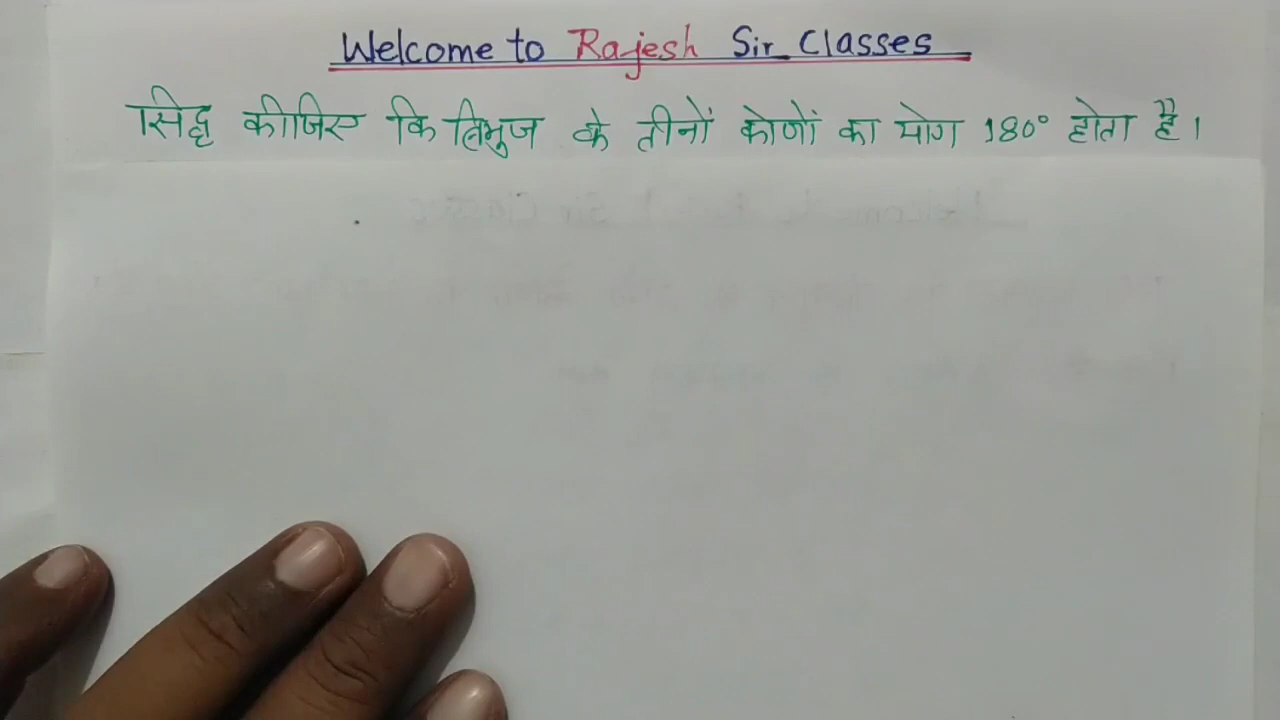 Welcome to Rajesh Sir Classes
सिद्ध कीजिए कि त्रिभुज के तीनों कोणों का योग 180° होता है।